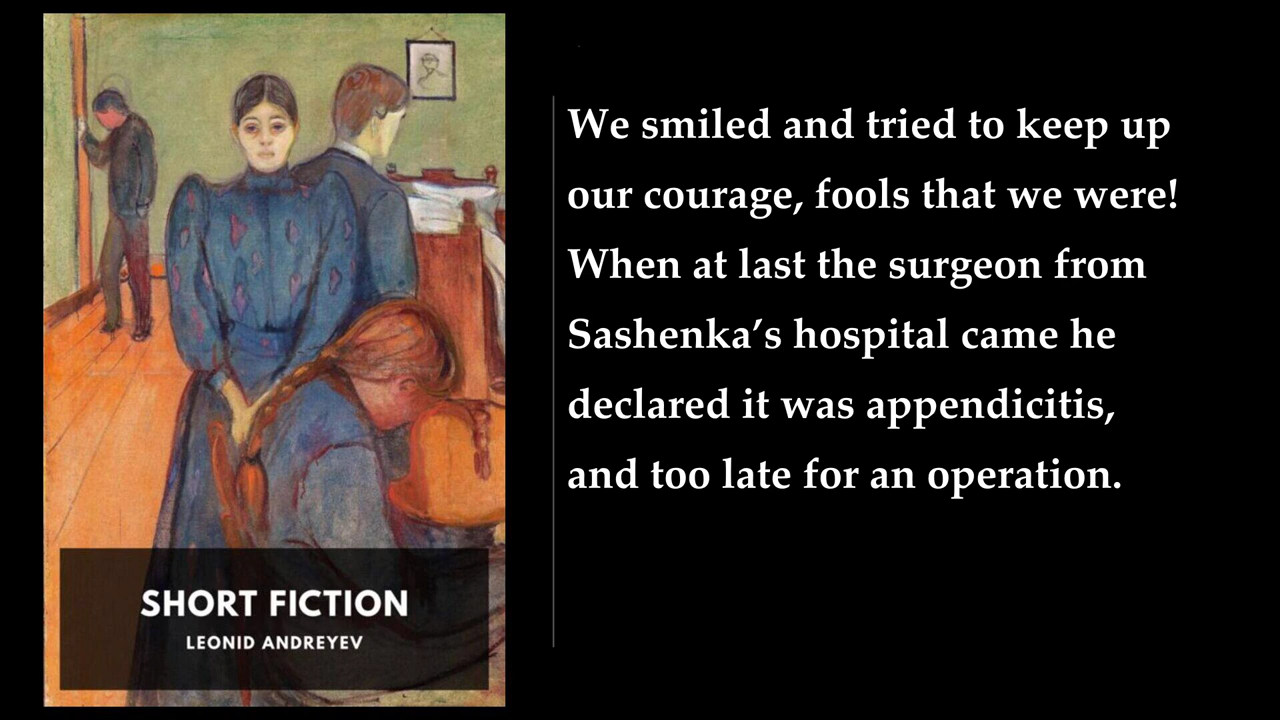 We smiled and tried to keep up
our courage, fools that we were!
When at last the surgeon from
Sashenka’s hospital came he
declared it was appendicitis,
and too late for an operation.
SHORT FICTION
LEONID ANDREYEV